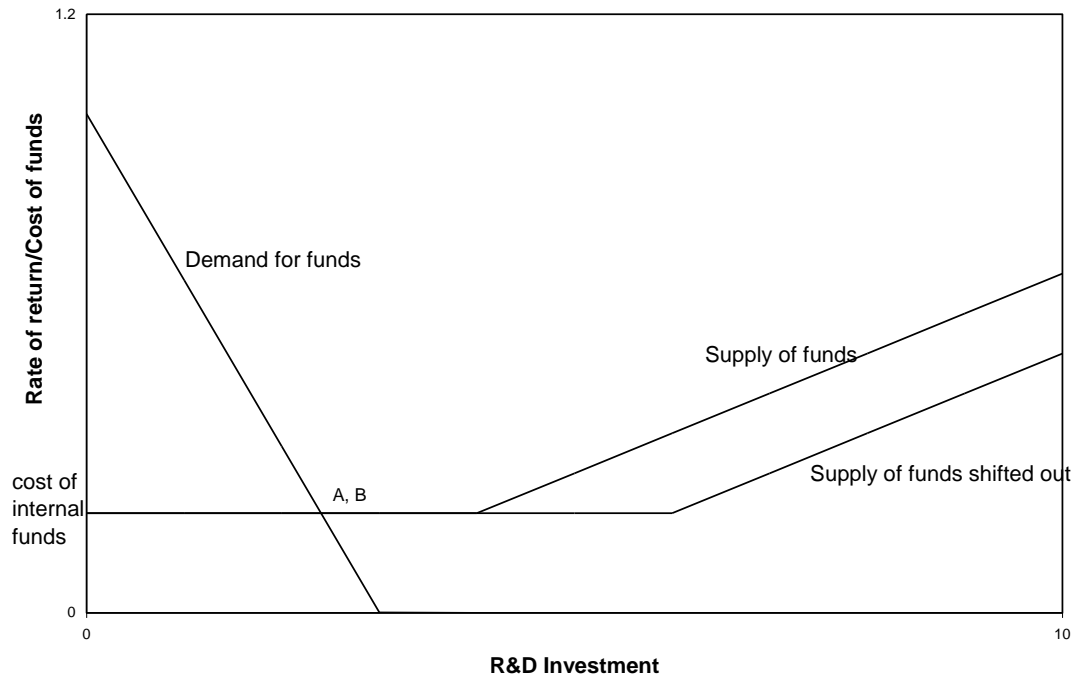 1.2
Rate of return/Cost of funds
Demand for funds
Supply of funds
Supply of funds shifted out
cost of
internal
funds
A, B
0
0
10
R&D Investment